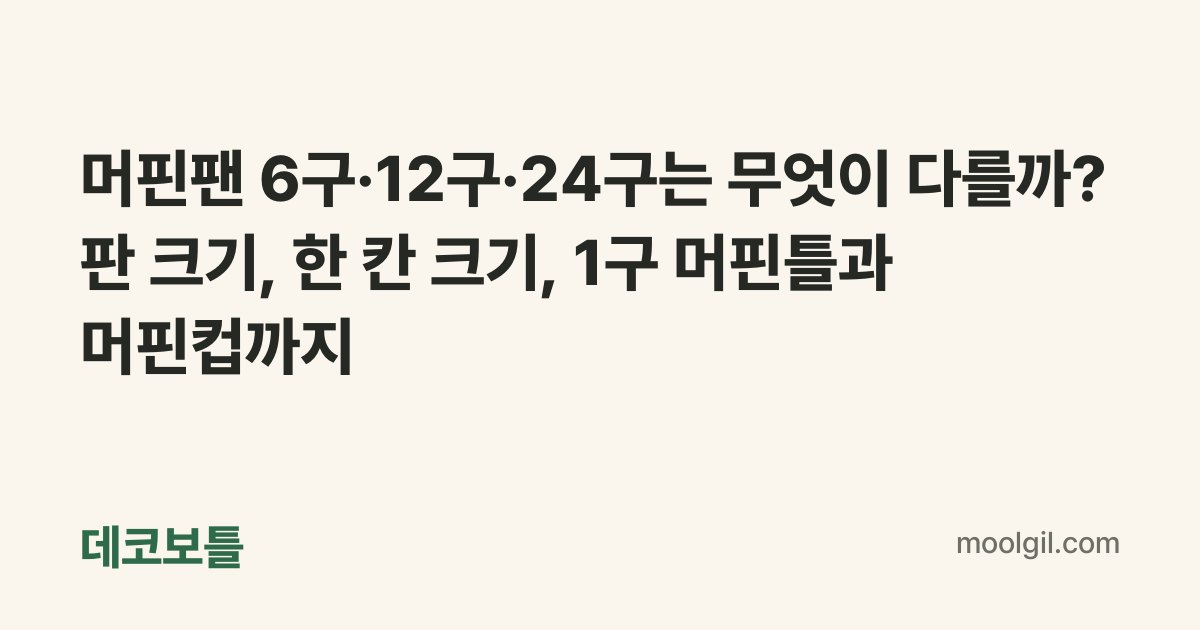 머핀팬 6구·12구·24구는 무엇이 다를까?
판 크기, 한 칸 크기, 1구 머핀틀과
머핀컵까지
데코보틀
moolgil.com